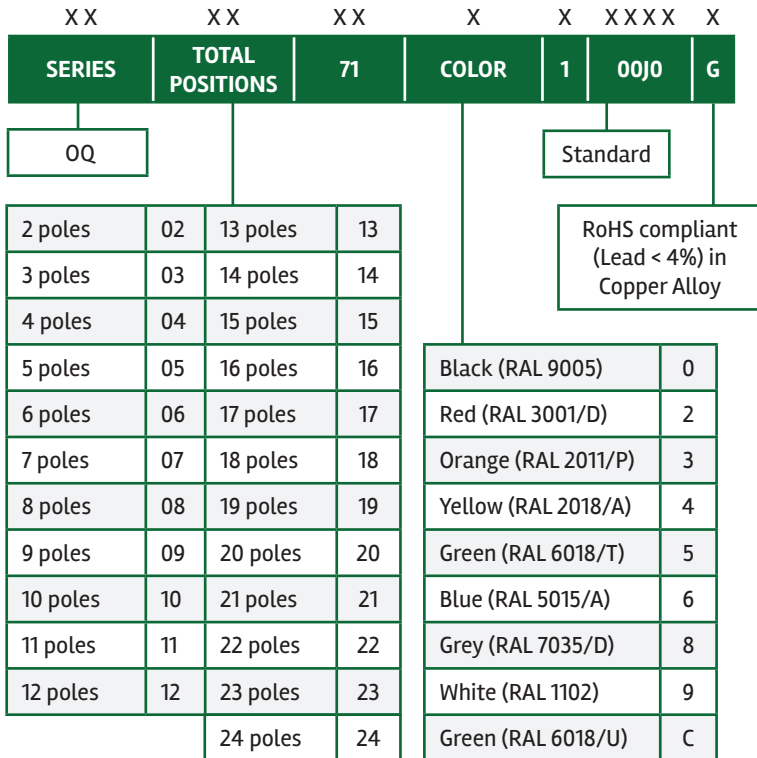 X X X X X X X X X X X X X
SERIES TOTAL POSITIONS 71 COLOR 1 00J0 G
OQ
Standard
RoHS compliant
(Lead < 4%) in
Copper Alloy
2 poles 02 13 poles 13
3 poles 03 14 poles 14
4 poles 04 15 poles 15
5 poles 05 16 poles 16
6 poles 06 17 poles 17
7 poles 07 18 poles 18
8 poles 08 19 poles 19
9 poles 09 20 poles 20
10 poles 10 21 poles 21
11 poles 11 22 poles 22
12 poles 12 23 poles 23
24 poles 24
Black (RAL 9005) 0
Red (RAL 3001/D) 2
Orange (RAL 2011/P) 3
Yellow (RAL 2018/A) 4
Green (RAL 6018/T) 5
Blue (RAL 5015/A) 6
Grey (RAL 7035/D) 8
White (RAL 1102) 9
Green (RAL 6018/U) C